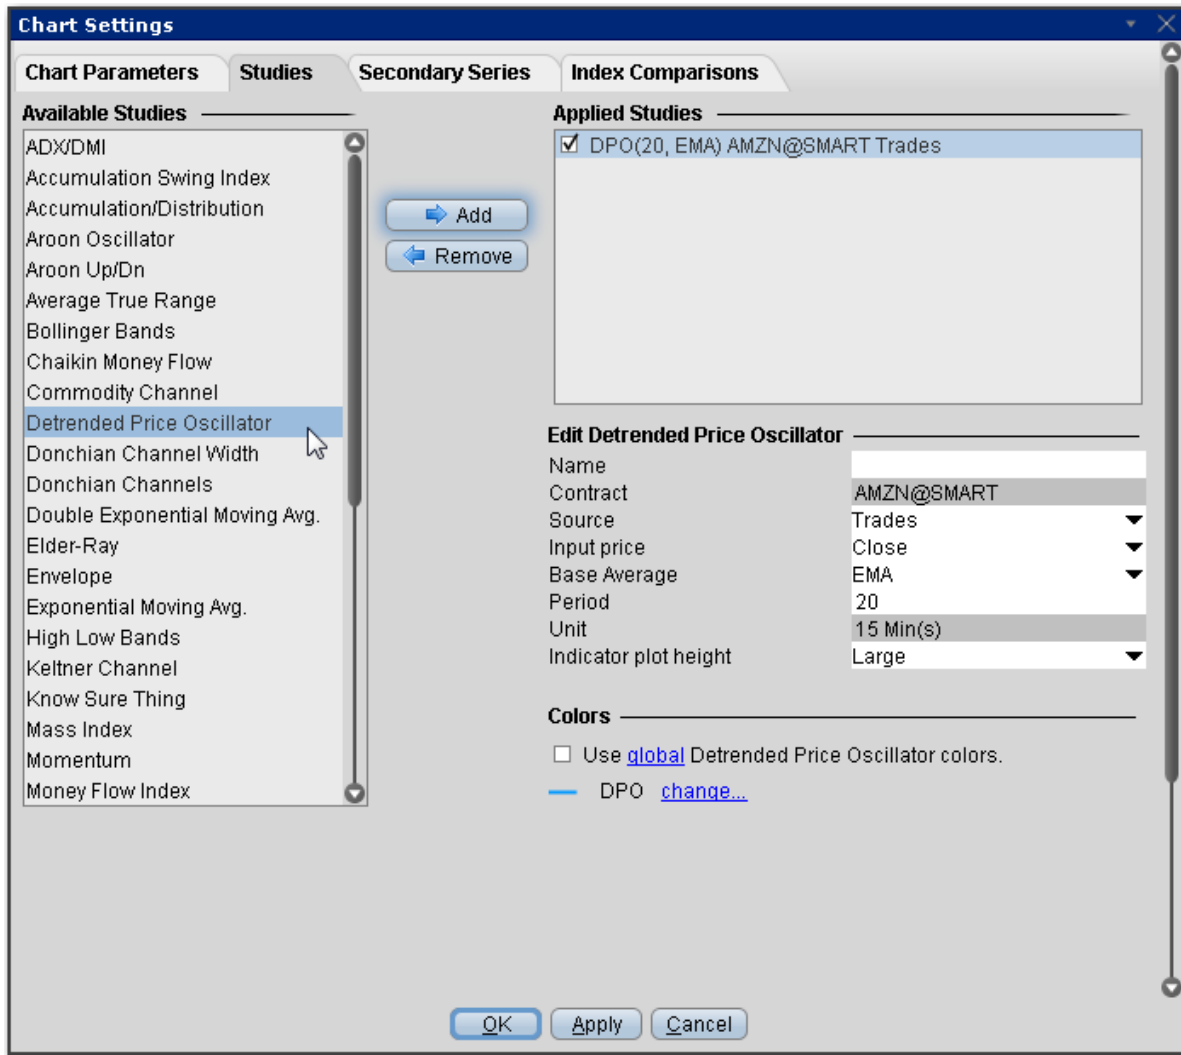 Chart Settings
Chart Parameters Studies Secondary Series Index Comparisons
Available Studies
ADX/DMI
Accumulation Swing Index
Accumulation/Distribution
Aroon Oscillator
Aroon Up/Dn
Average True Range
Bollinger Bands
Chaikin Money Flow
Commodity Channel
Detrended Price Oscillator
Donchian Channel Width
Donchian Channels
Double Exponential Moving Avg.
Elder-Ray
Envelope
Exponential Moving Avg.
High Low Bands
Keltner Channel
Know Sure Thing
Mass Index
Momentum
Money Flow Index
Add
Remove
Applied Studies
DPO(20, EMA) AMZN@SMART Trades
Edit Detrended Price Oscillator
Name
Contract AMZN@SMART
Source Trades
Input price Close
Base Average EMA
Period 20
Unit 15 Min(s)
Indicator plot height Large
Colors
Use global Detrended Price Oscillator colors.
DPO change...
OK Apply Cancel